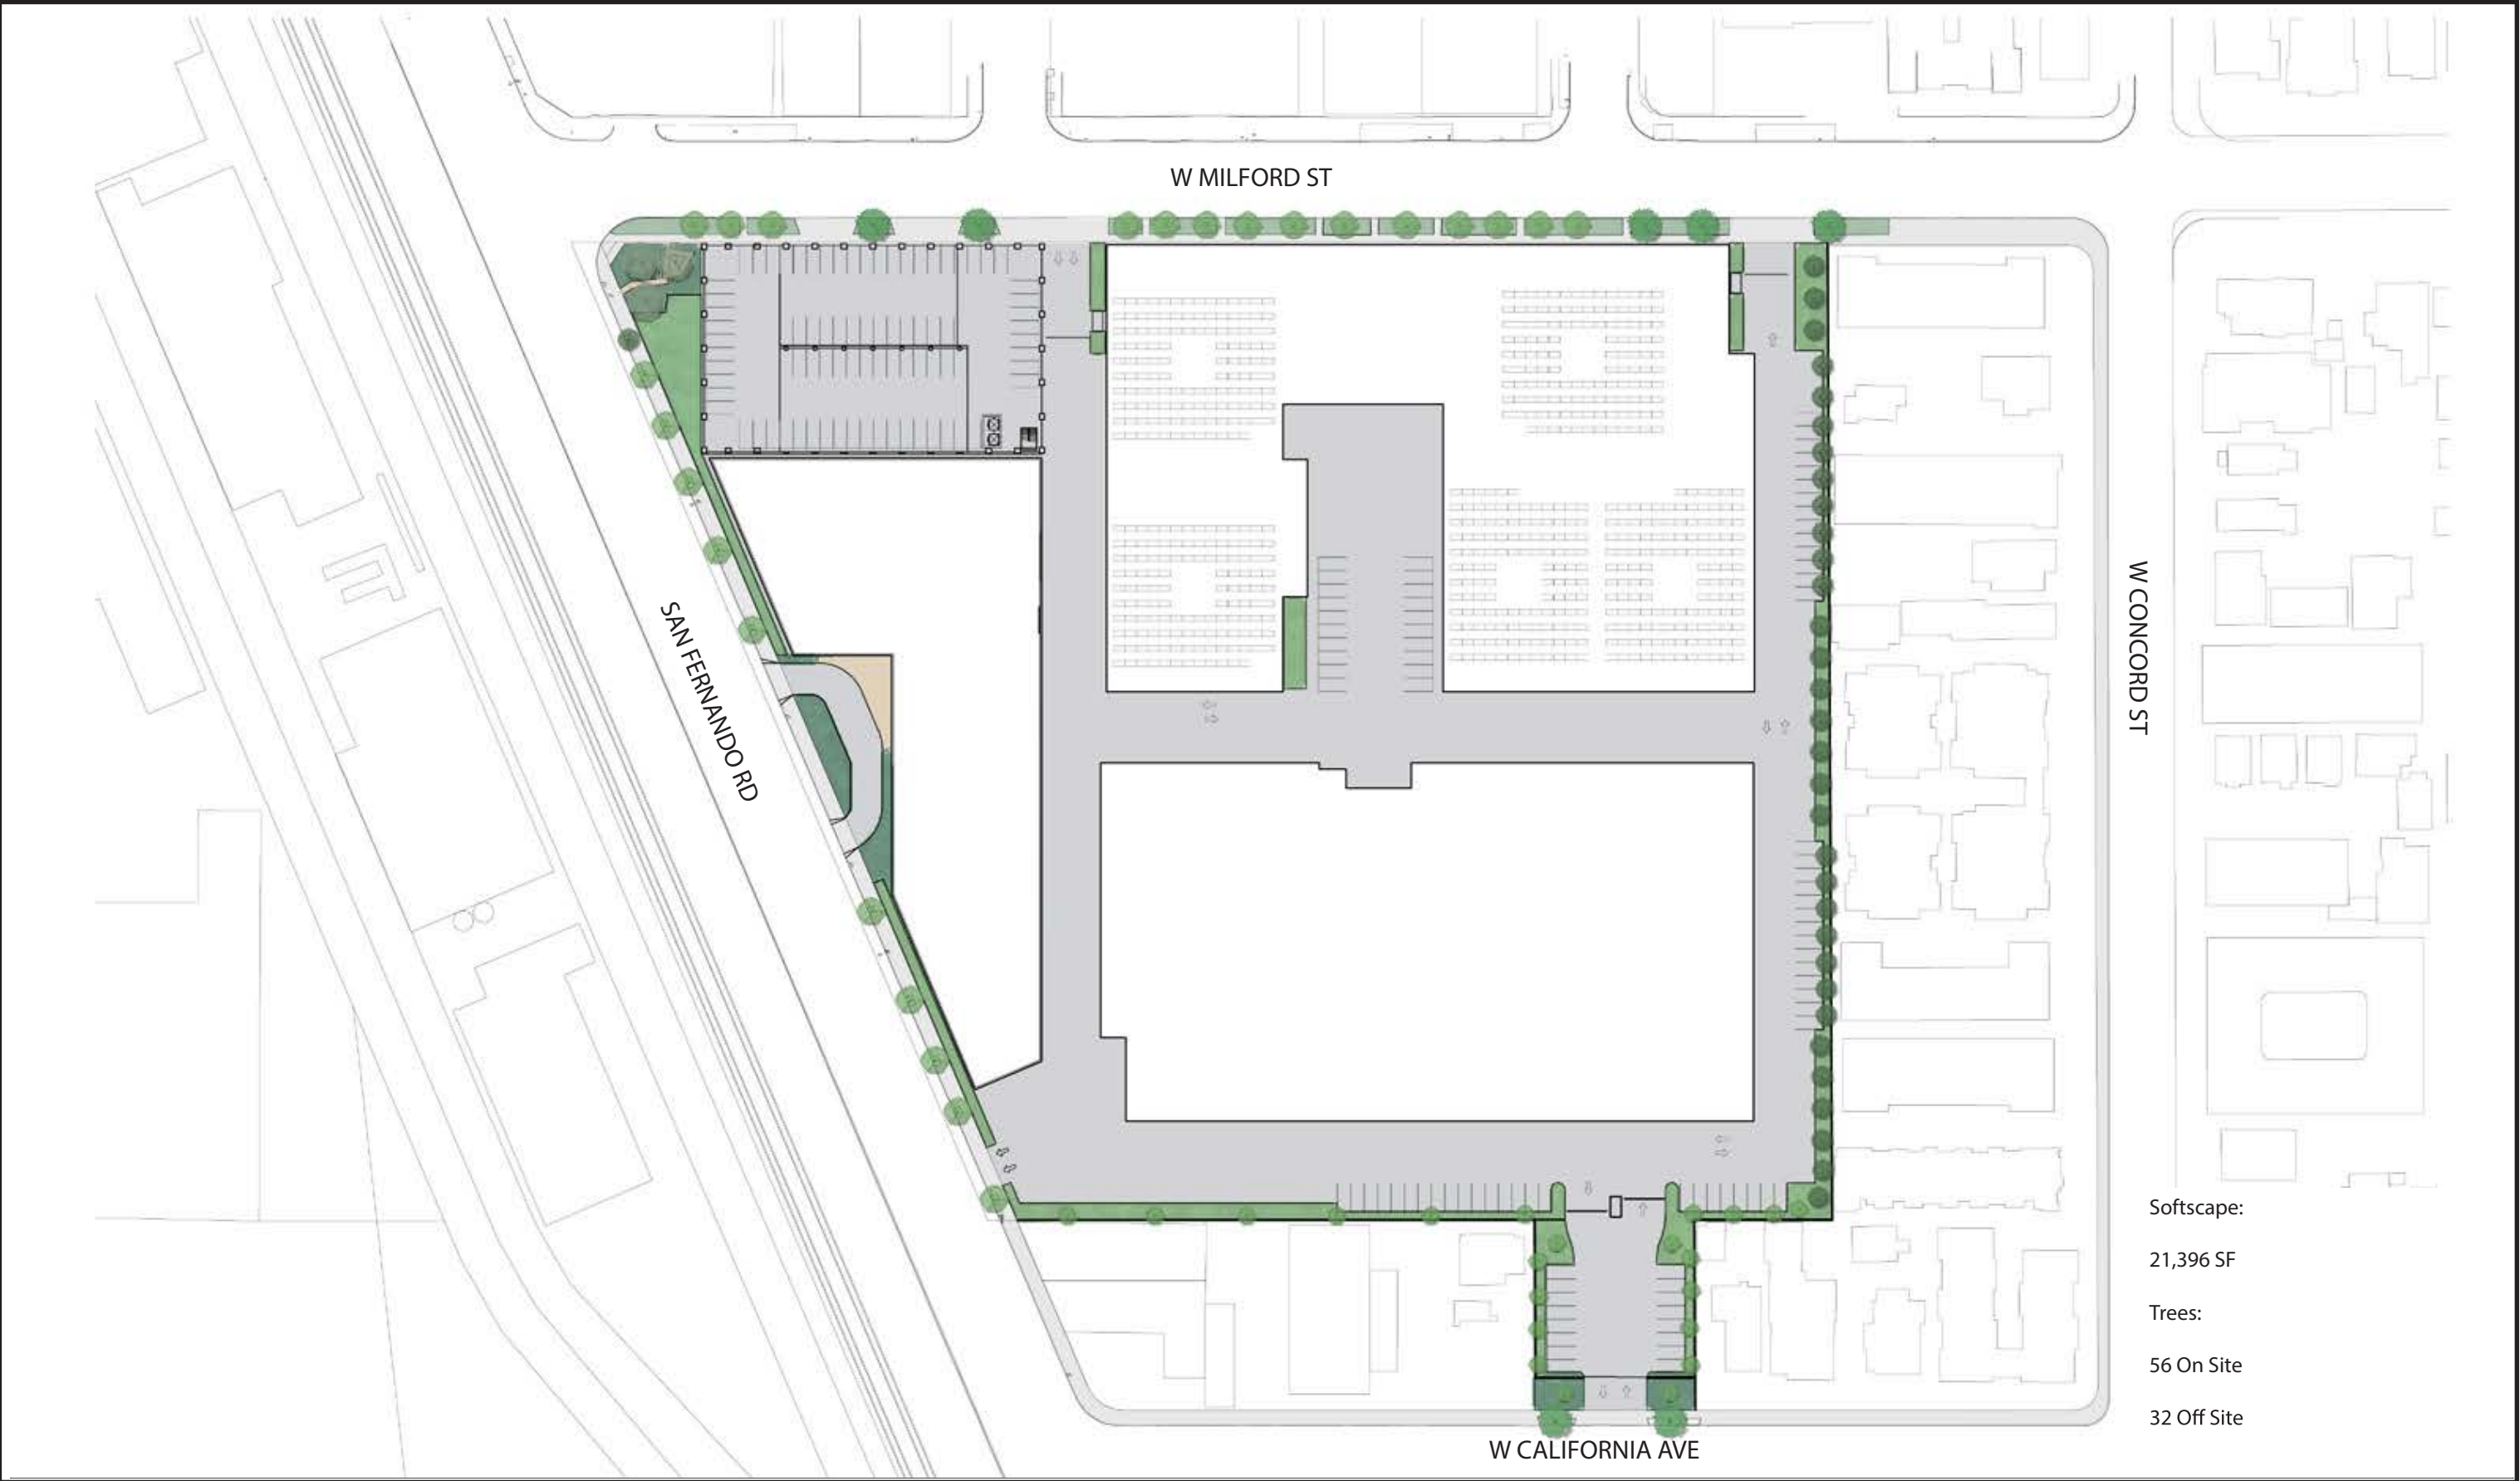 W MILFORD ST
SAN FERNANDO RD
W CONCORD ST
Softscape:
21,396 SF
Trees:
56 On Site
32 Off Site
W CALIFORNIA AVE